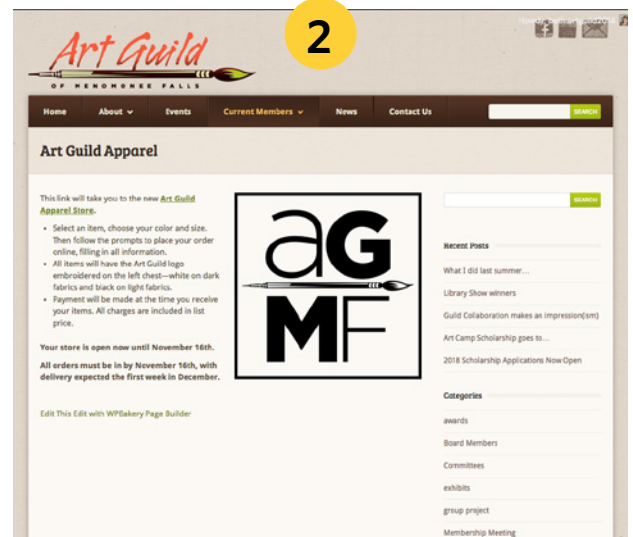 2
Howdy,
Art Guild
OF MENOMONEE FALLS
Home About Events Current Members News Contact Us SEARCH
Art Guild Apparel
This link will take you to the new Art Guild
Apparel Store.
• Select an item, choose your color and size.
Then follow the prompts to place your order
online, filling in all information.
• All items will have the Art Guild logo
embroidered on the left chest—white on dark
fabrics and black on light fabrics.
• Payment will be made at the time you receive
your items. All charges are included in list
price.
Your store is open now until November 16th.
All orders must be in by November 16th, with
delivery expected the first week in December.
Edit This Edit with WPBakery Page Builder
aG
MF
SEARCH
Recent Posts
What I did last summer…
Library Show winners
Guild Collaboration makes an impression(ism)
Art Camp Scholarship goes to…
2018 Scholarship Applications Now Open
Categories
awards
Board Members
Committees
exhibits
group project
Membership Meeting